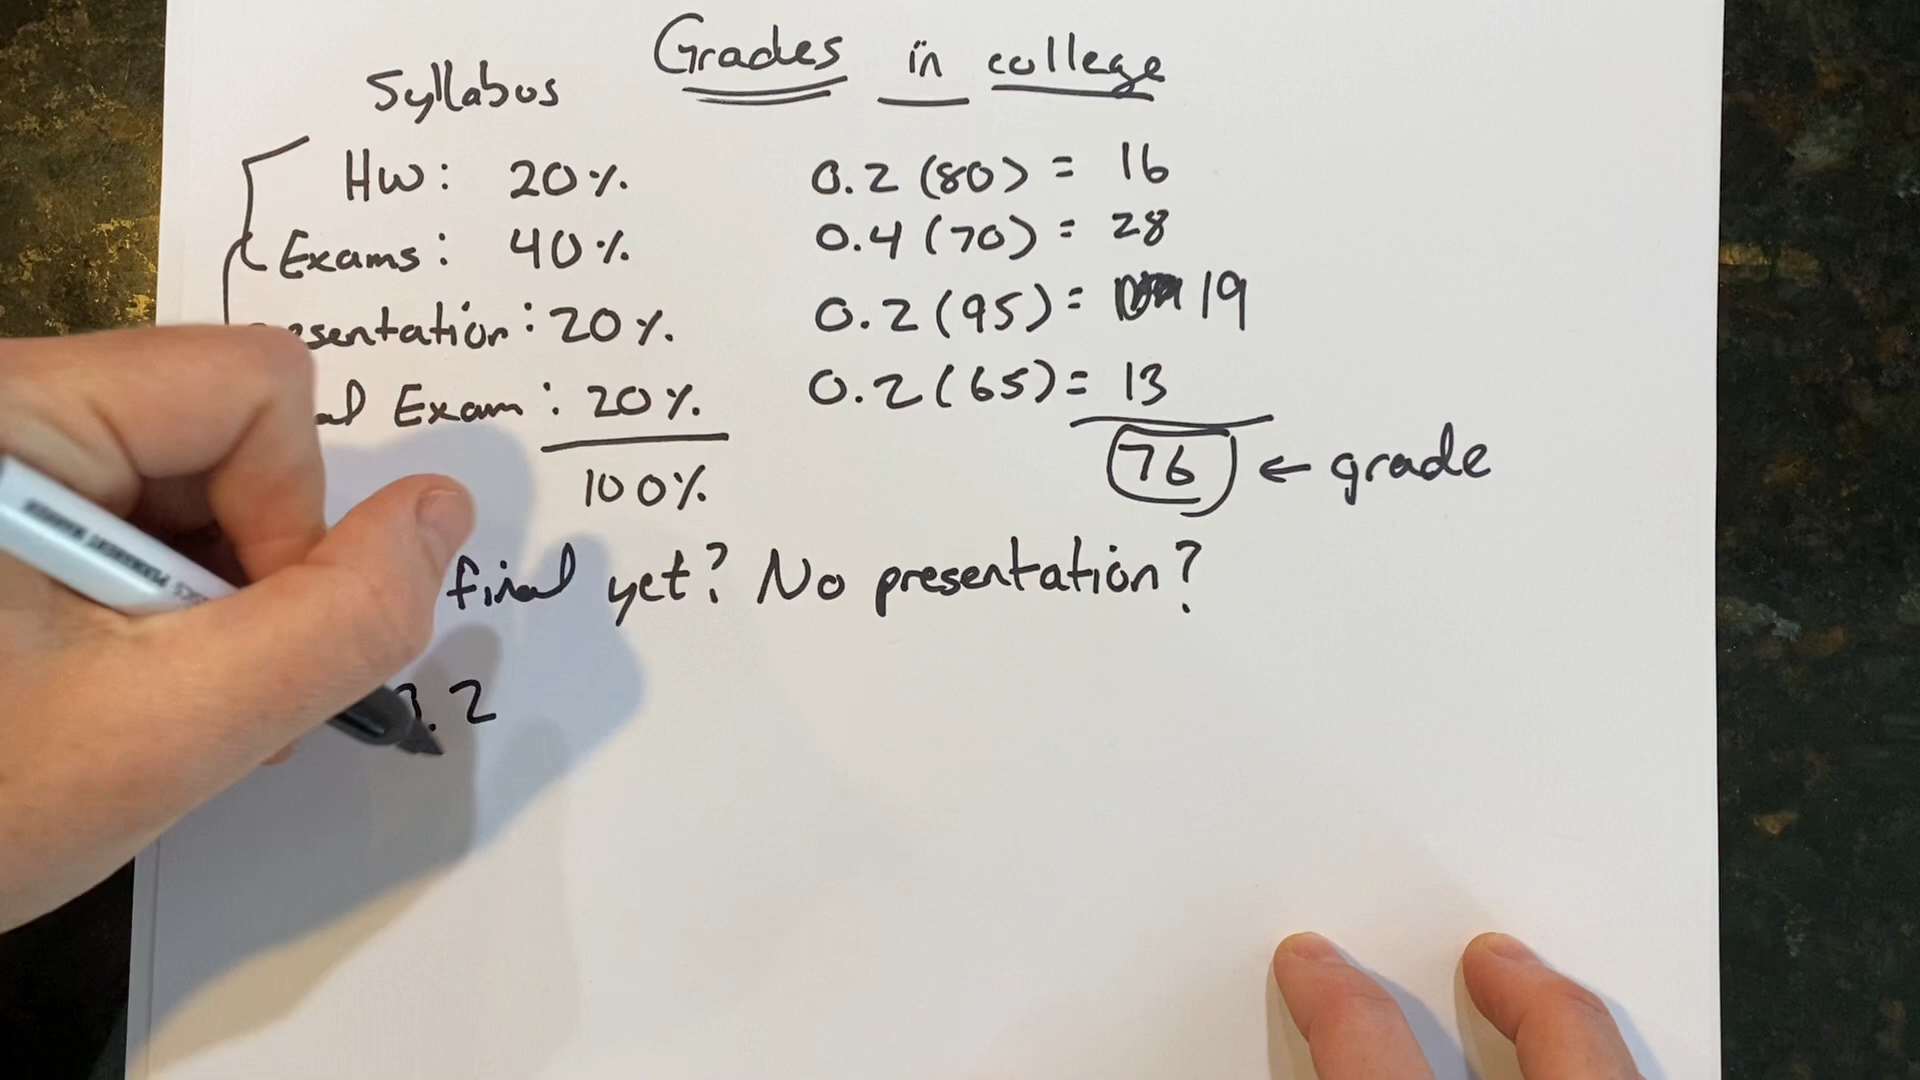 Grades in college
Syllabus
HW: 20% 0.2 (80) = 16
Exams: 40% 0.4 (70) = 28
sentation: 20% 0.2 (95) = 19
Exam: 20% 0.2 (65) = 13
100% 76 ← grade
final yet? No presentation?
.2